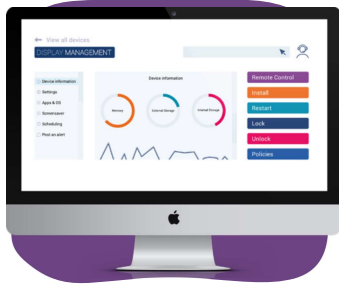 ← View all devices
DISPLAY MANAGEMENT
Device information
Settings
Apps & OS
Screensaver
Scheduling
Post an alert
Device Information
Memory
External Storage
Internal Storage
Remote Control
Install
Restart
Lock
Unlock
Policies